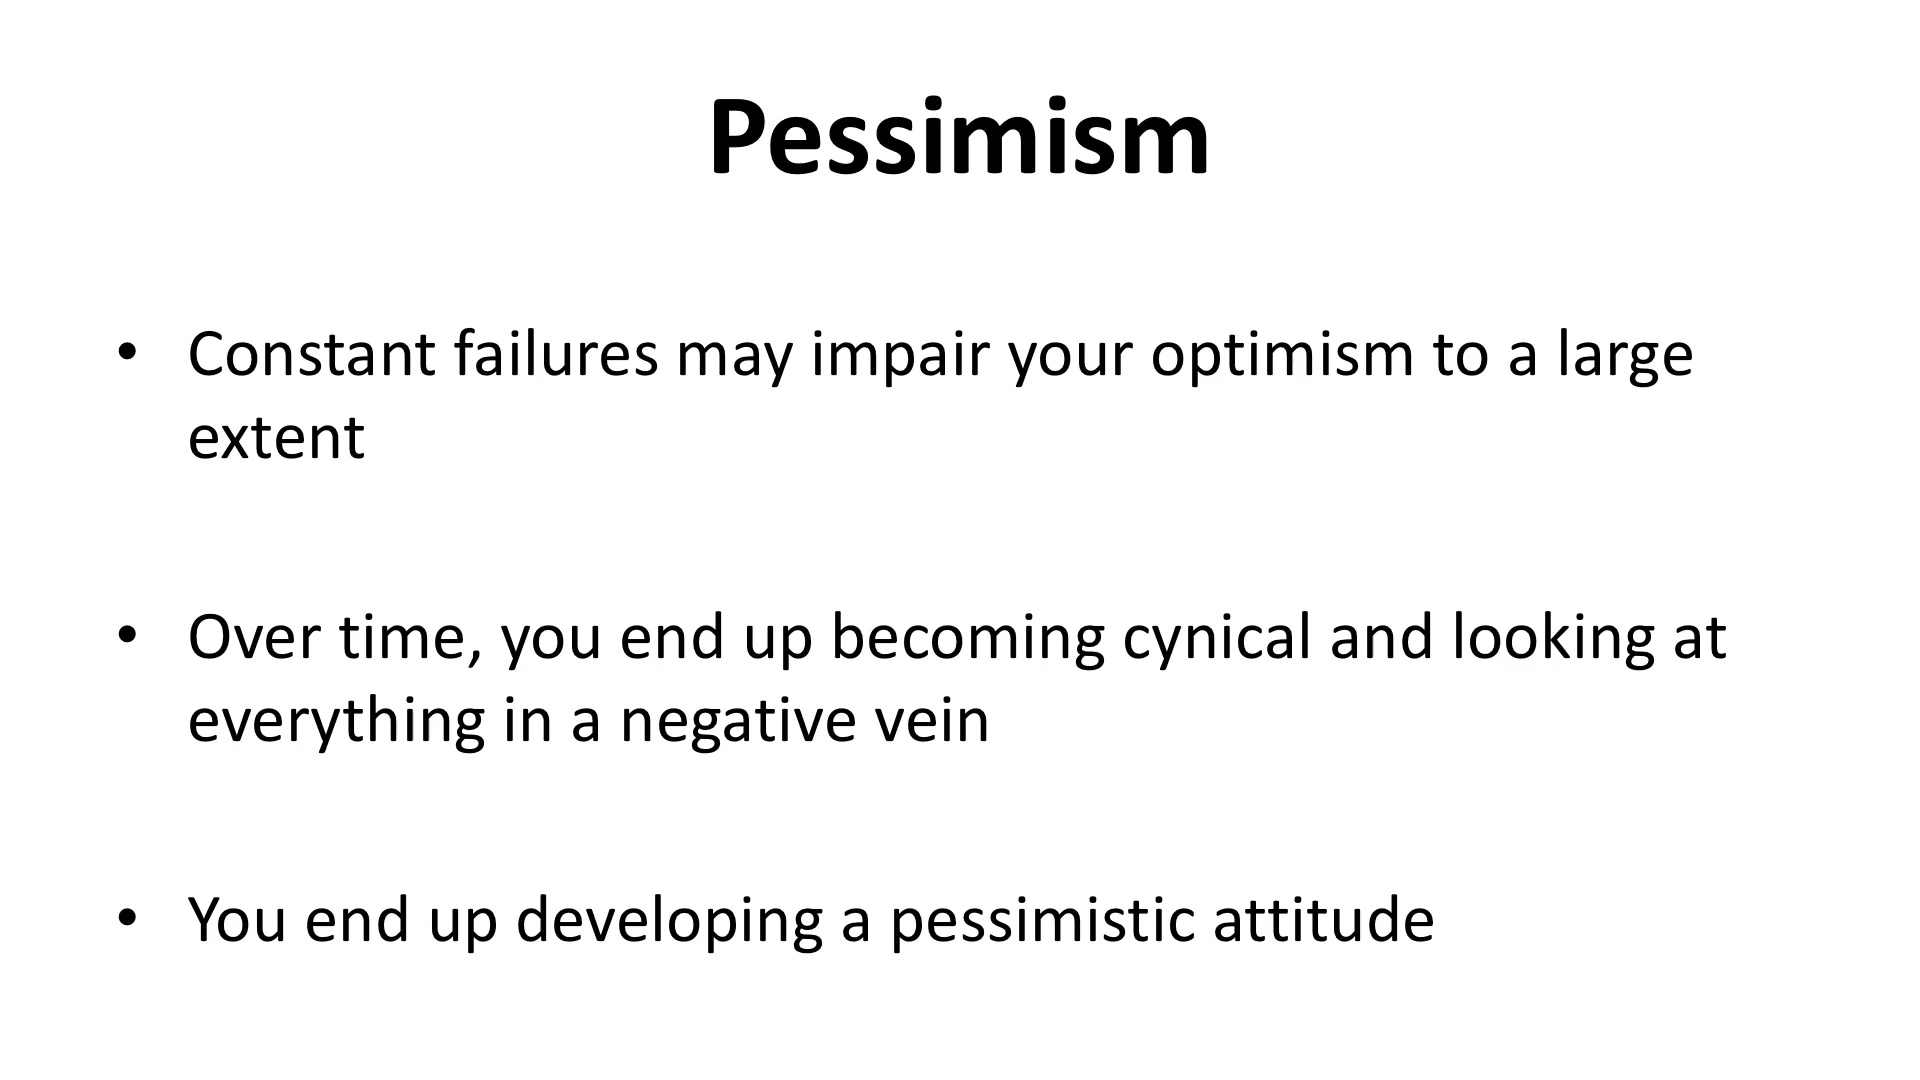 Pessimism
• Constant failures may impair your optimism to a large
extent
• Over time, you end up becoming cynical and looking at
everything in a negative vein
• You end up developing a pessimistic attitude